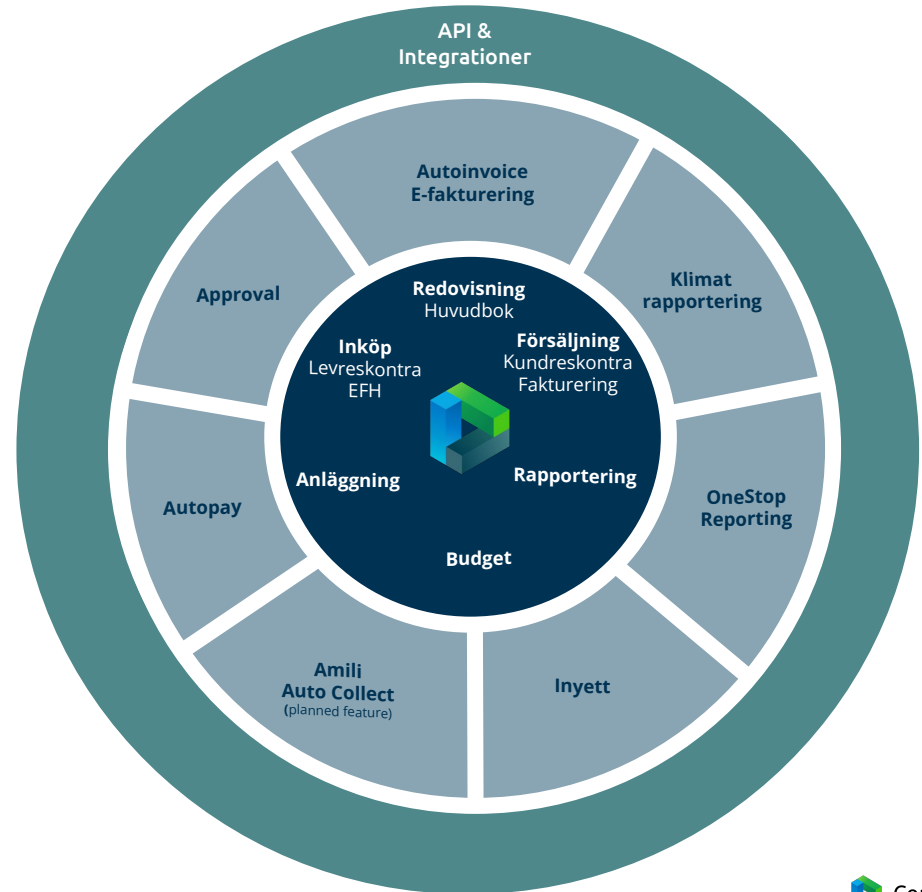 API &
Integrationer
Autoinvoice
E-fakturering
Klimat
rapportering
Approval
Redovisning
Huvudbok
Inköp
Levreskontra
EFH
Försäljning
Kundreskontra
Fakturering
Anläggning
Rapportering
Budget
Autopay
OneStop
Reporting
Amili
Auto Collect
(planned feature)
Inyett